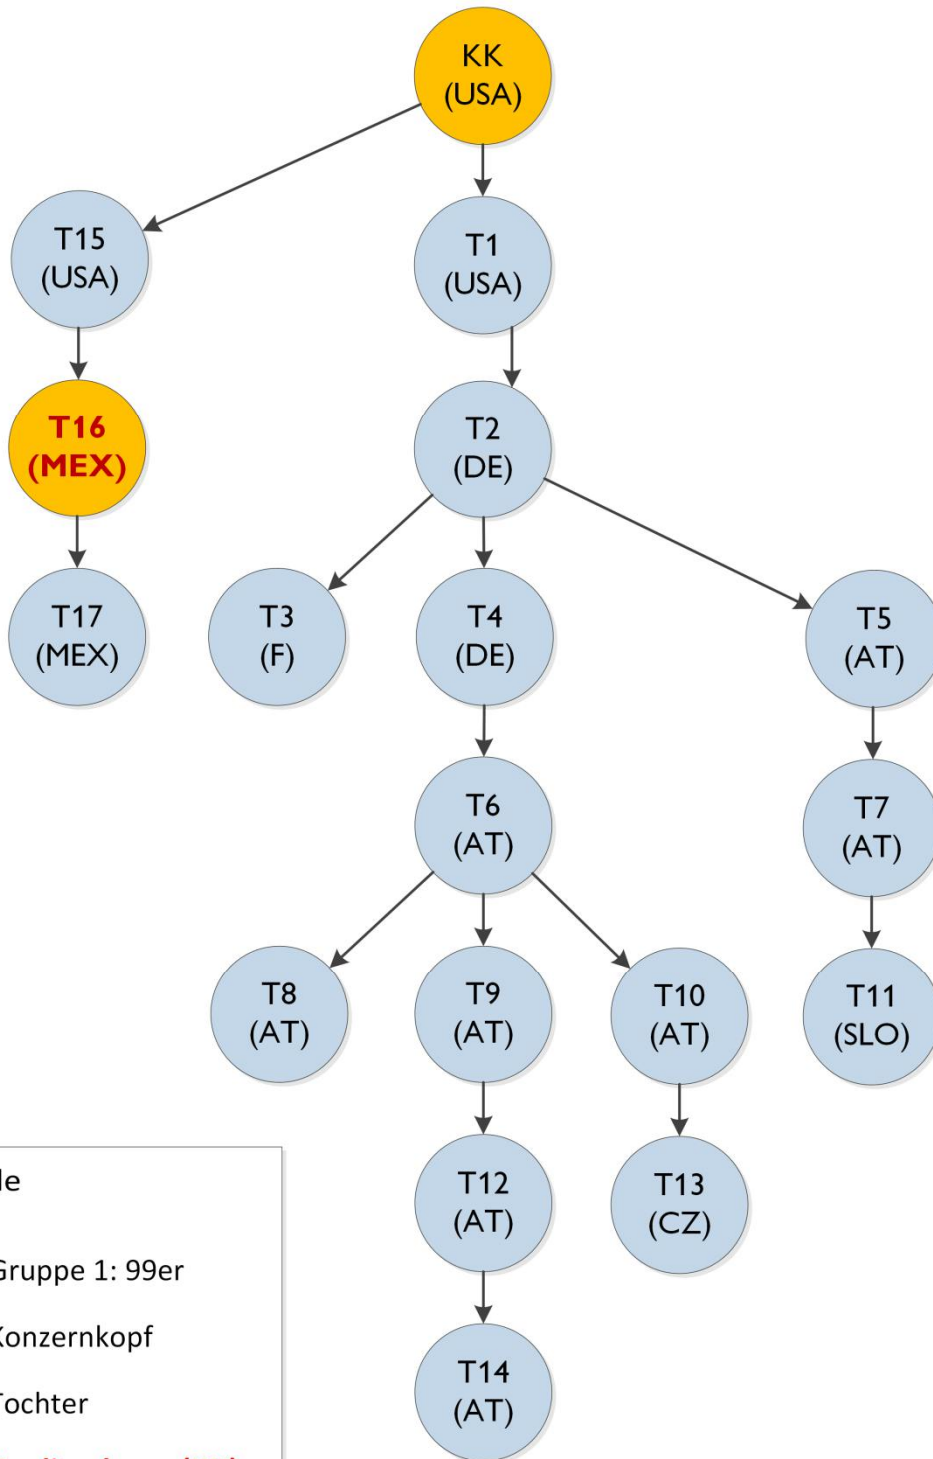 KK
(USA)
T15
(USA)
T1
(USA)
T16
(MEX)
T2
(DE)
T17
(MEX)
T3
(F)
T4
(DE)
T5
(AT)
T6
(AT)
T7
(AT)
T8
(AT)
T9
(AT)
T10
(AT)
T11
(SLO)
T12
(AT)
T13
(CZ)
T14
(AT)
Gruppe 1: 99er
Konzernkopf
Tochter